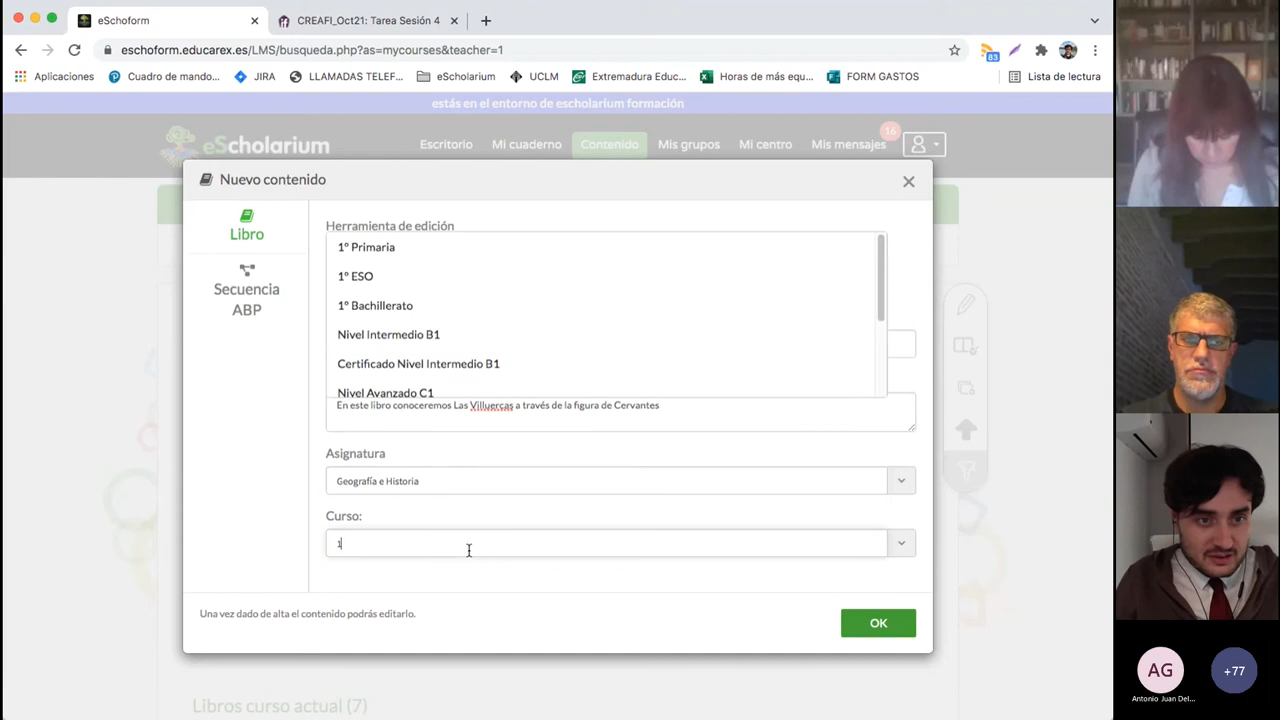 eSchoform
CREAFI_Oct21: Tarea Sesión 4
eschoform.educarex.es/LMS/busqueda.php?as=mycourses&teacher=1
83
Aplicaciones
Cuadro de mando...
JIRA
LLAMADAS TELEF...
eScholarium
UCLM
Extremadura Educ...
Horas de más equ...
FORM GASTOS
Lista de lectura
estás en el entorno de escholarium formación
eScholarium
Escritorio
Mi cuaderno
Contenido
Mis grupos
Mi centro
Mis mensajes
16
Nuevo contenido
Libro
Secuencia
ABP
Herramienta de edición
1º Primaria
1º ESO
1º Bachillerato
Nivel Intermedio B1
Certificado Nivel Intermedio B1
Nivel Avanzado C1
En este libro conoceremos Las Villuercas a través de la figura de Cervantes
Asignatura
Geografía e Historia
Curso:
1
Una vez dado de alta el contenido podrás editarlo.
OK
Libros curso actual (7)
AG
Antonio Juan Del...
+77